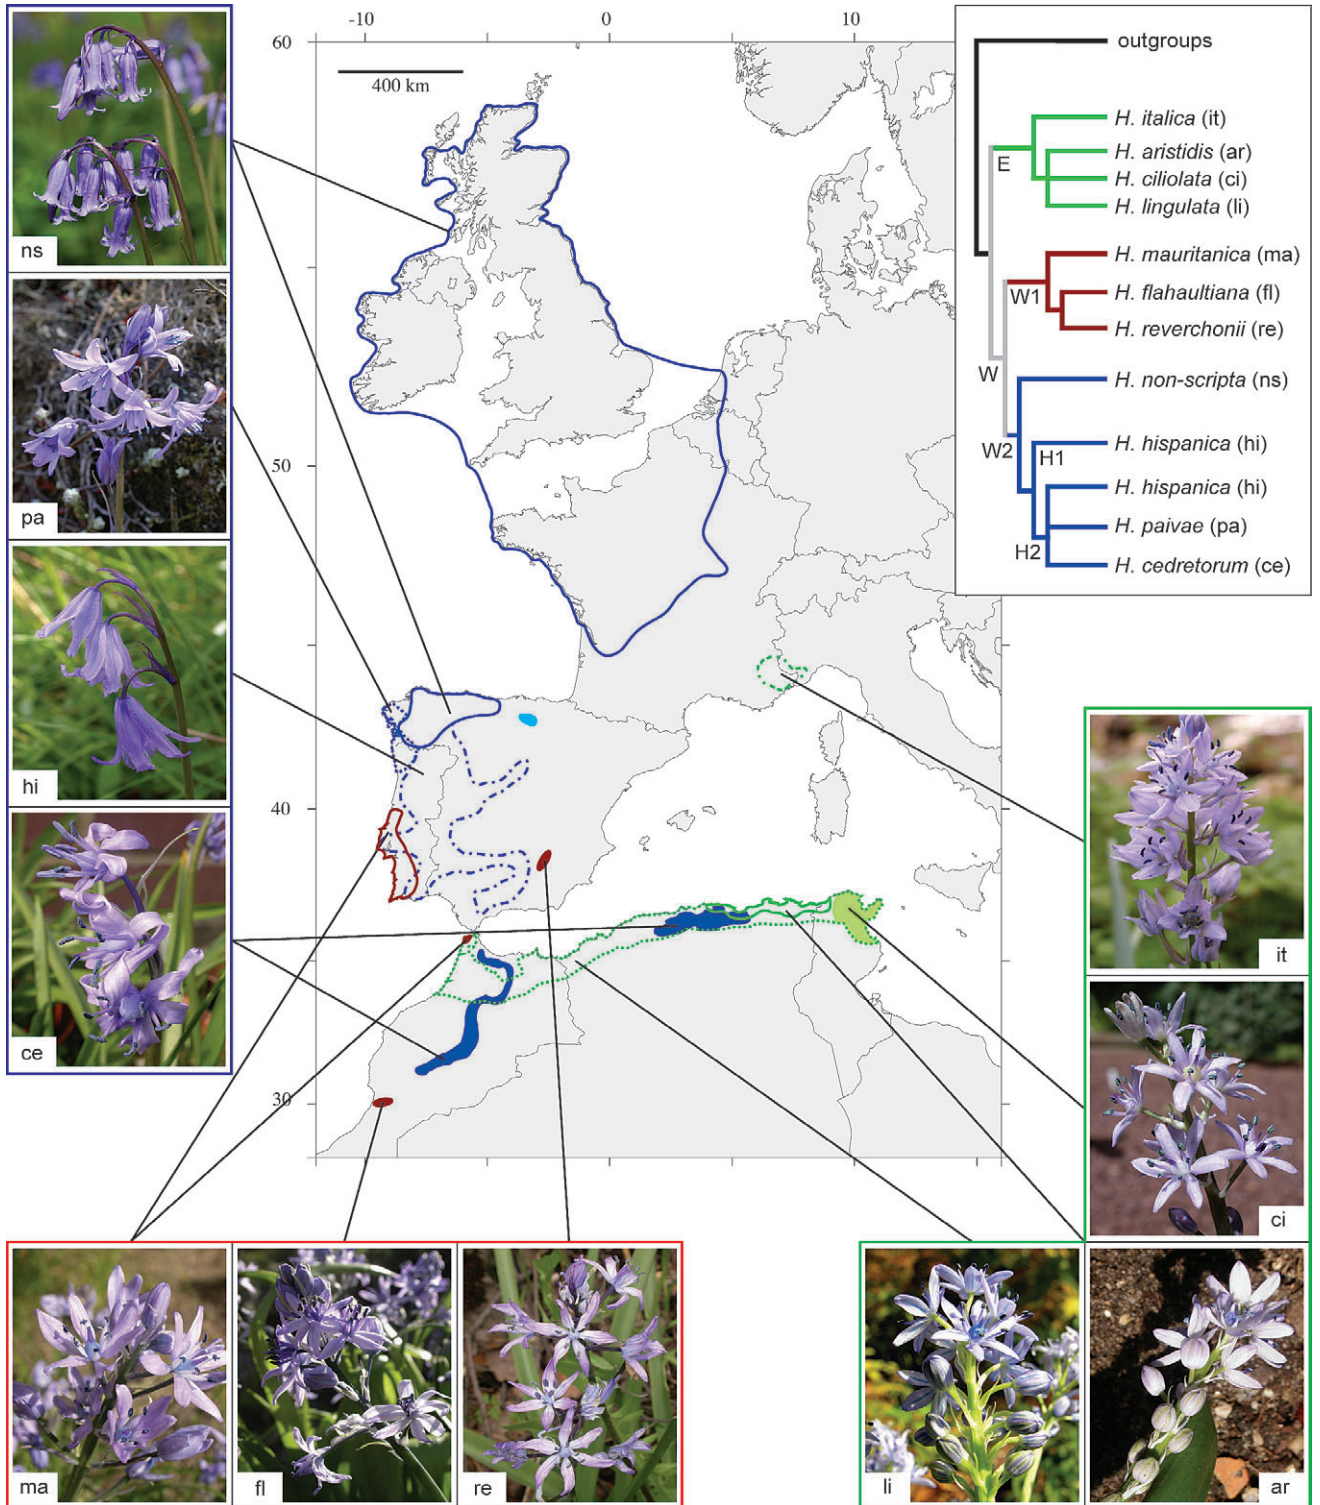 -10 0 10
60
400 km
50
40
30
outgroups
H. italica (it)
H. aristidis (ar)
E
H. ciliolata (ci)
H. lingulata (li)
H. mauritanica (ma)
W1
H. flahaultiana (fl)
H. reverchonii (re)
W
H. non-scripta (ns)
W2
H1
H. hispanica (hi)
H. hispanica (hi)
H. paivae (pa)
H2
H. cedretorum (ce)
ns
pa
hi
ce
it
ci
ma
fl
re
li
ar